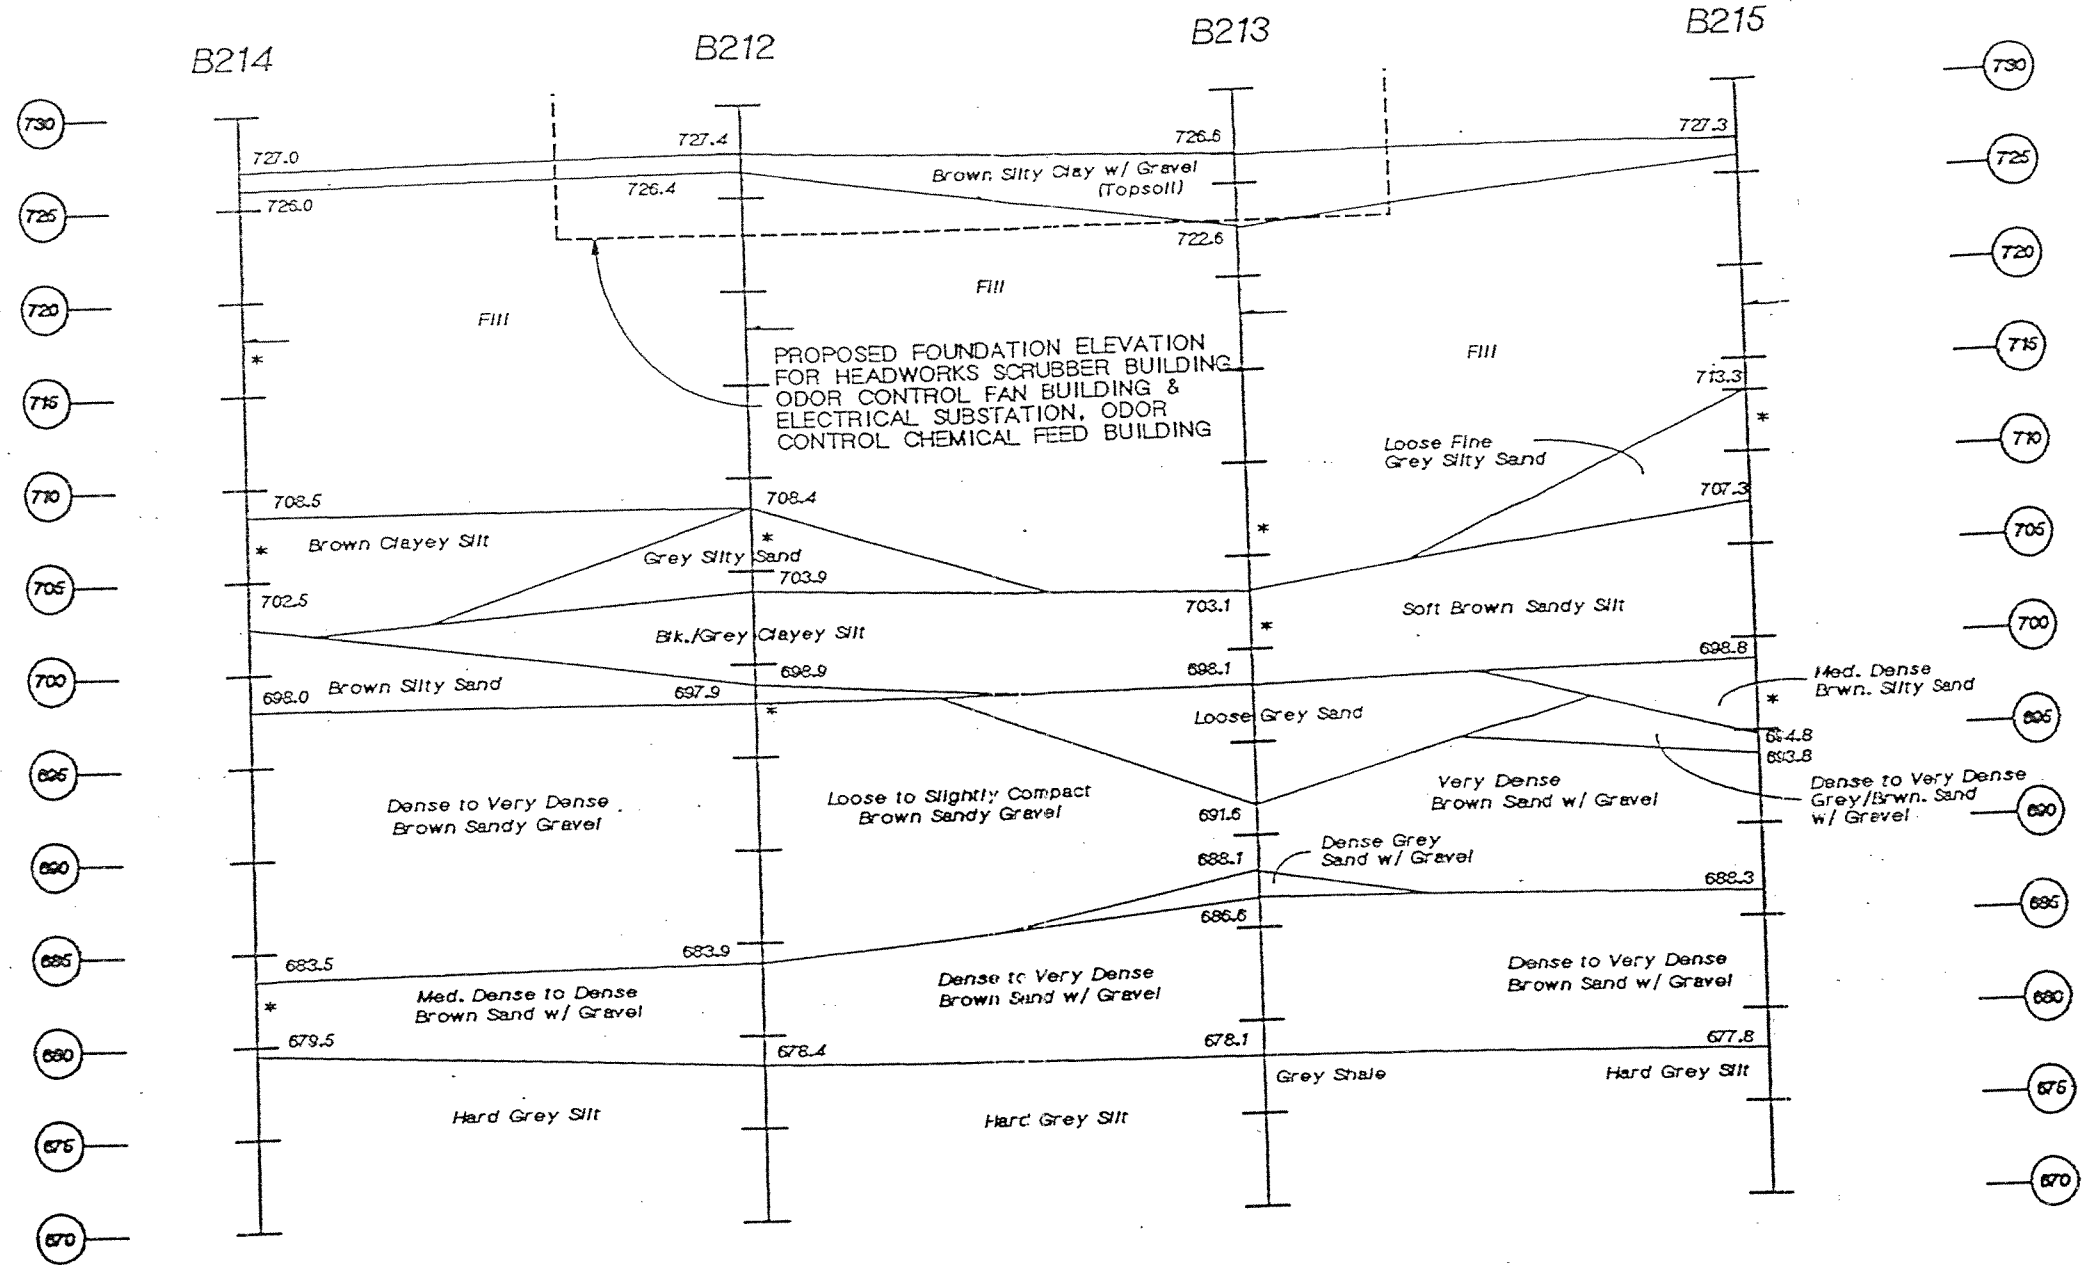 B214
B212
B213
B215
730
725
720
715
710
705
700
695
690
685
680
675
670
730
725
720
715
710
705
700
695
690
685
680
675
670
727.0
727.4
726.6
727.3
726.0
726.4
Brown Silty Clay w/ Gravel
(Topsoil)
722.6
Fill
Fill
Fill
PROPOSED FOUNDATION ELEVATION
FOR HEADWORKS SCRUBBER BUILDING
ODOR CONTROL FAN BUILDING &
ELECTRICAL SUBSTATION, ODOR
CONTROL CHEMICAL FEED BUILDING
713.3
*
*
Loose Fine
Grey Silty Sand
708.5
708.4
707.3
Brown Clayey Silt
*
*
*
Grey Silty Sand
703.9
702.5
703.1
*
Soft Brown Sandy Silt
Blk./Grey Clayey Silt
698.9
698.1
698.8
Brown Silty Sand
698.0
697.9
*
Loose Grey Sand
Med. Dense
Brwn. Silty Sand
*
694.8
693.8
Dense to Very Dense
Brown Sandy Gravel
Loose to Slightly Compact
Brown Sandy Gravel
691.6
Very Dense
Brown Sand w/ Gravel
Dense to Very Dense
Grey/Brwn. Sand
w/ Gravel
688.1
Dense Grey
Sand w/ Gravel
688.3
686.6
683.5
683.9
*
Med. Dense to Dense
Brown Sand w/ Gravel
Dense to Very Dense
Brown Sand w/ Gravel
Dense to Very Dense
Brown Sand w/ Gravel
679.5
678.4
678.1
677.8
Grey Shale
Hard Grey Silt
Hard Grey Silt
Hard Grey Silt